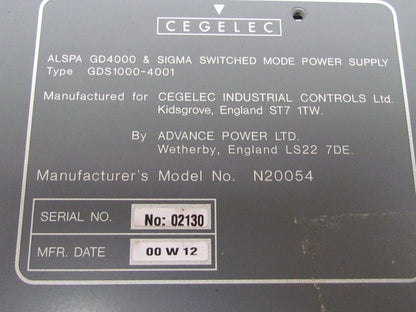 CEGELEC
ALSPA GD4000 & SIGMA SWITCHED MODE POWER SUPPLY
Type GDS1000-4001
Manufactured for CEGELEC INDUSTRIAL CONTROLS Ltd.
Kidsgrove, England ST7 1TW.
By ADVANCE POWER LTD.
Wetherby, England LS22 7DE.
Manufacturer's Model No. N20054
SERIAL NO. No: 02130
MFR. DATE 00 W 12